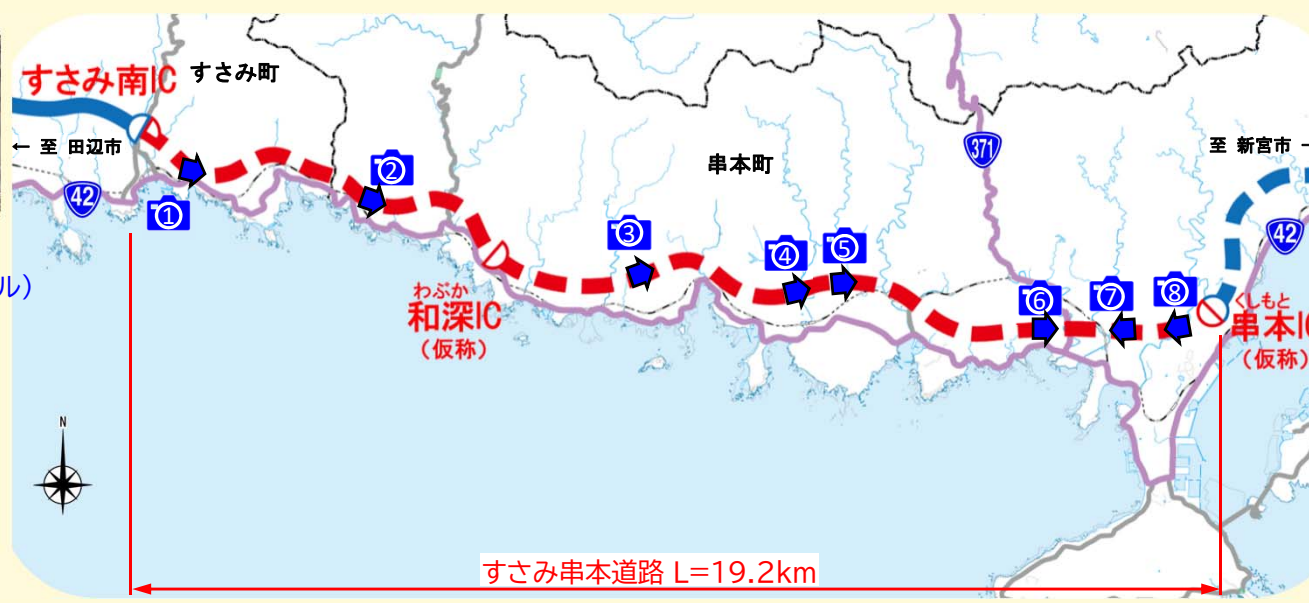 すさみ南IC
すさみ町
← 至 田辺市
42
①
②
371
串本町
至 新宮市
42
③
④
⑤
ル)
わぶか
和深IC
(仮称)
⑥
⑦
⑧
くしもと
串本IC
(仮称)
N
すさみ串本道路 L=19.2km